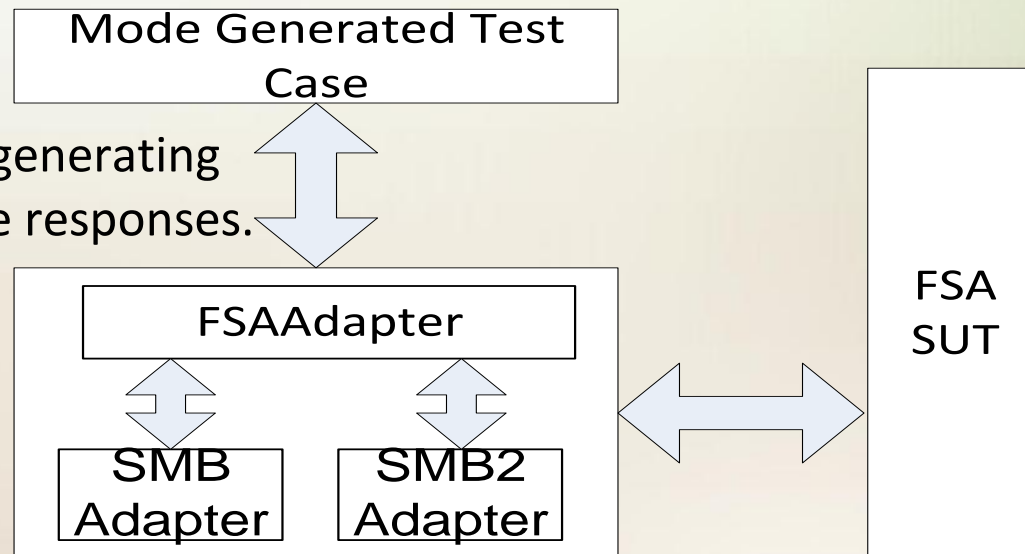 Mode Generated Test
Case
generating
e responses.
FSAAdapter
SMB
Adapter
SMB2
Adapter
FSA
SUT